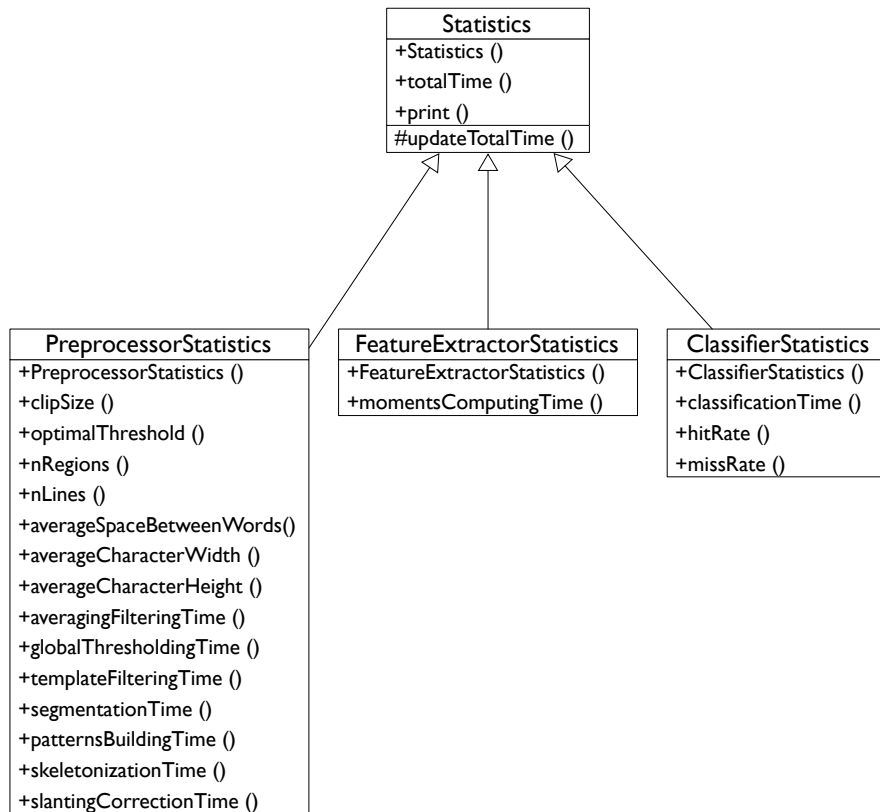 Statistics
+Statistics ()
+totalTime ()
+print ()
#updateTotalTime ()
PreprocessorStatistics
+PreprocessorStatistics ()
+clipSize ()
+optimalThreshold ()
+nRegions ()
+nLines ()
+averageSpaceBetweenWords()
+averageCharacterWidth ()
+averageCharacterHeight ()
+averagingFilteringTime ()
+globalThresholdingTime ()
+templateFilteringTime ()
+segmentationTime ()
+patternsBuildingTime ()
+skeletonizationTime ()
+slantingCorrectionTime ()
FeatureExtractorStatistics
+FeatureExtractorStatistics ()
+momentsComputingTime ()
ClassifierStatistics
+ClassifierStatistics ()
+classificationTime ()
+hitRate ()
+missRate ()